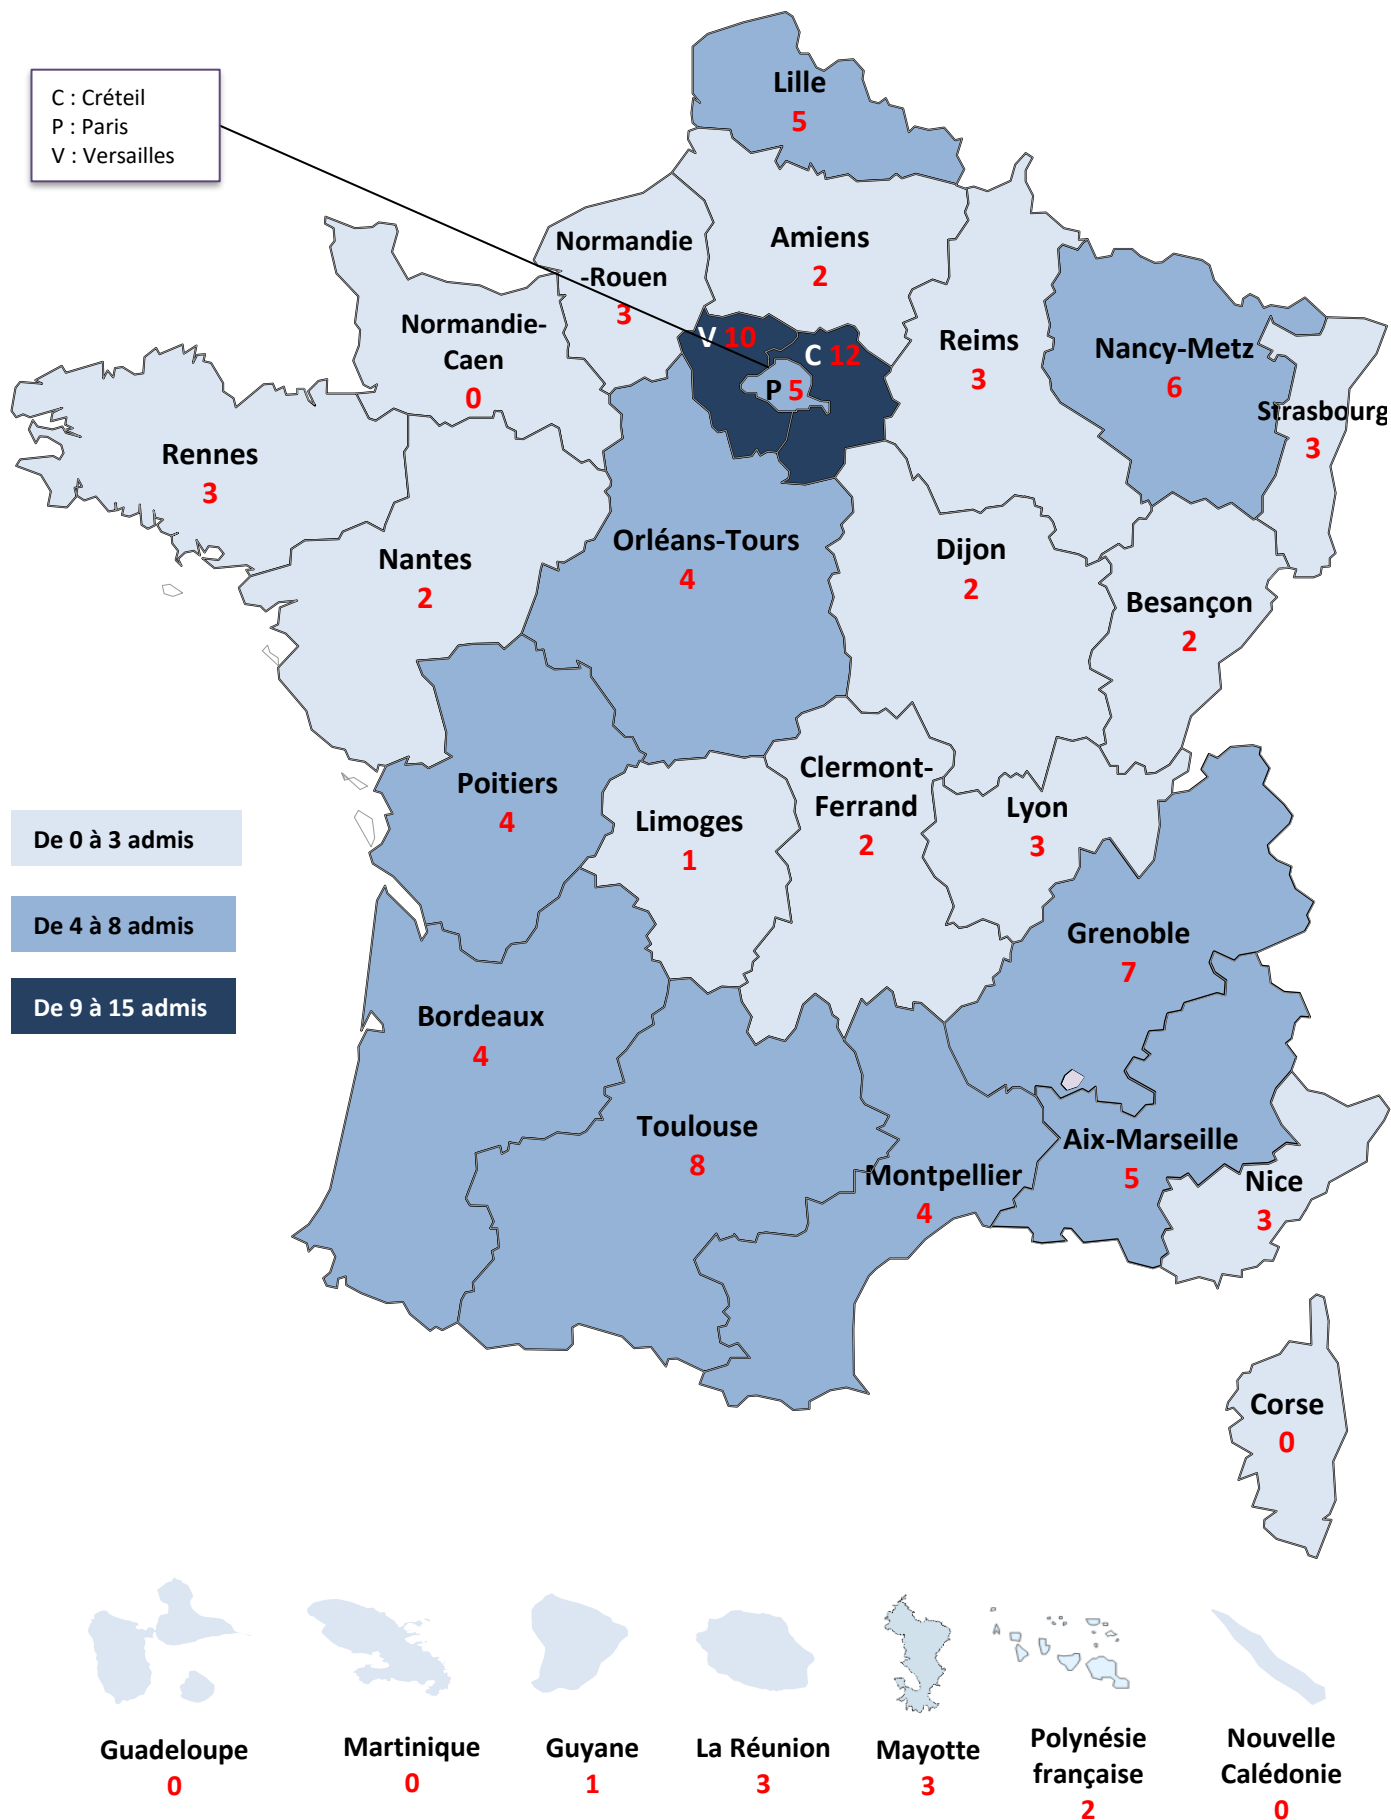 C : Créteil
P : Paris
V : Versailles
Lille
5
Amiens
2
Normandie
-Rouen
3
Normandie-
Caen
0
V 10
C 12
P 5
Reims
3
Nancy-Metz
6
Strasbourg
3
Rennes
3
Nantes
2
Orléans-Tours
4
Dijon
2
Besançon
2
Poitiers
4
Limoges
1
Clermont-
Ferrand
2
Lyon
3
De 0 à 3 admis
De 4 à 8 admis
De 9 à 15 admis
Grenoble
7
Bordeaux
4
Toulouse
8
Montpellier
4
Aix-Marseille
5
Nice
3
Corse
0
Guadeloupe
0
Martinique
0
Guyane
1
La Réunion
3
Mayotte
3
Polynésie
française
2
Nouvelle
Calédonie
0